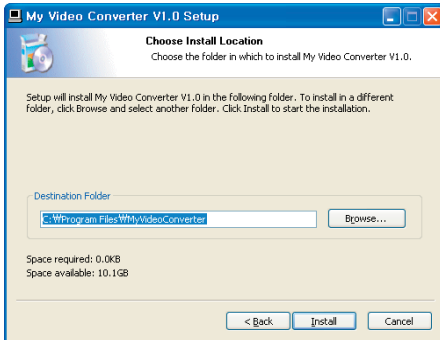 My Video Converter V1.0 Setup
Choose Install Location
Choose the folder in which to install My Video Converter V1.0.
Setup will install My Video Converter V1.0 in the following folder. To install in a different
folder, click Browse and select another folder. Click Install to start the installation.
Destination Folder
C:₩Program Files₩MyVideoConverter
Browse...
Space required: 0.0KB
Space available: 10.1GB
< Back
Install
Cancel